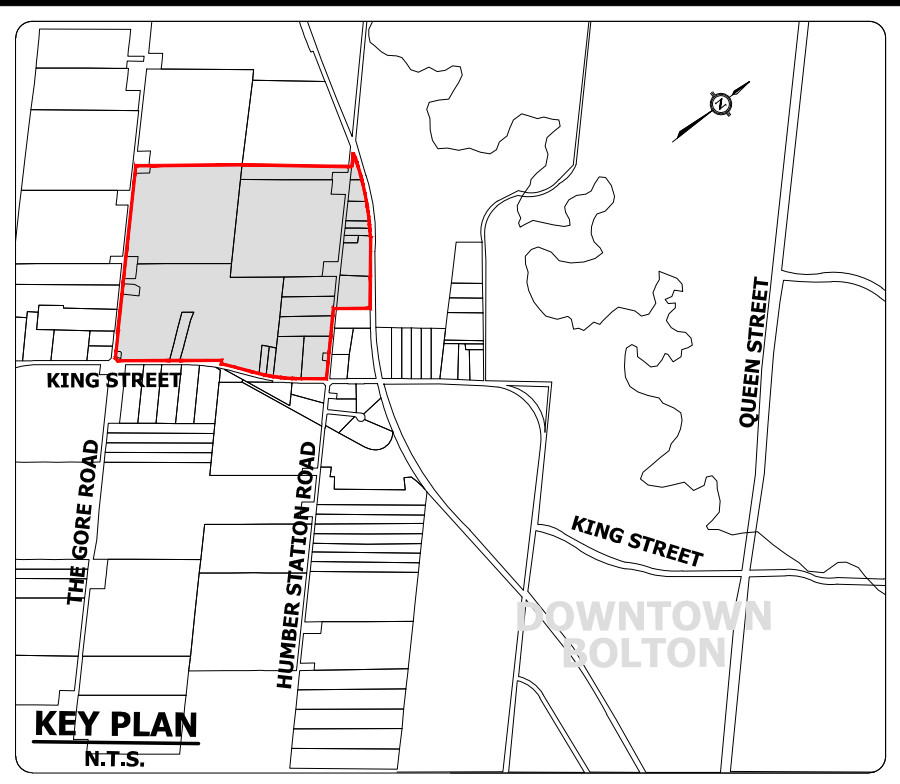 N
QUEEN STREET
KING STREET
THE GORE ROAD
HUMBER STATION ROAD
KING STREET
DOWNTOWN
BOLTON
KEY PLAN
N.T.S.